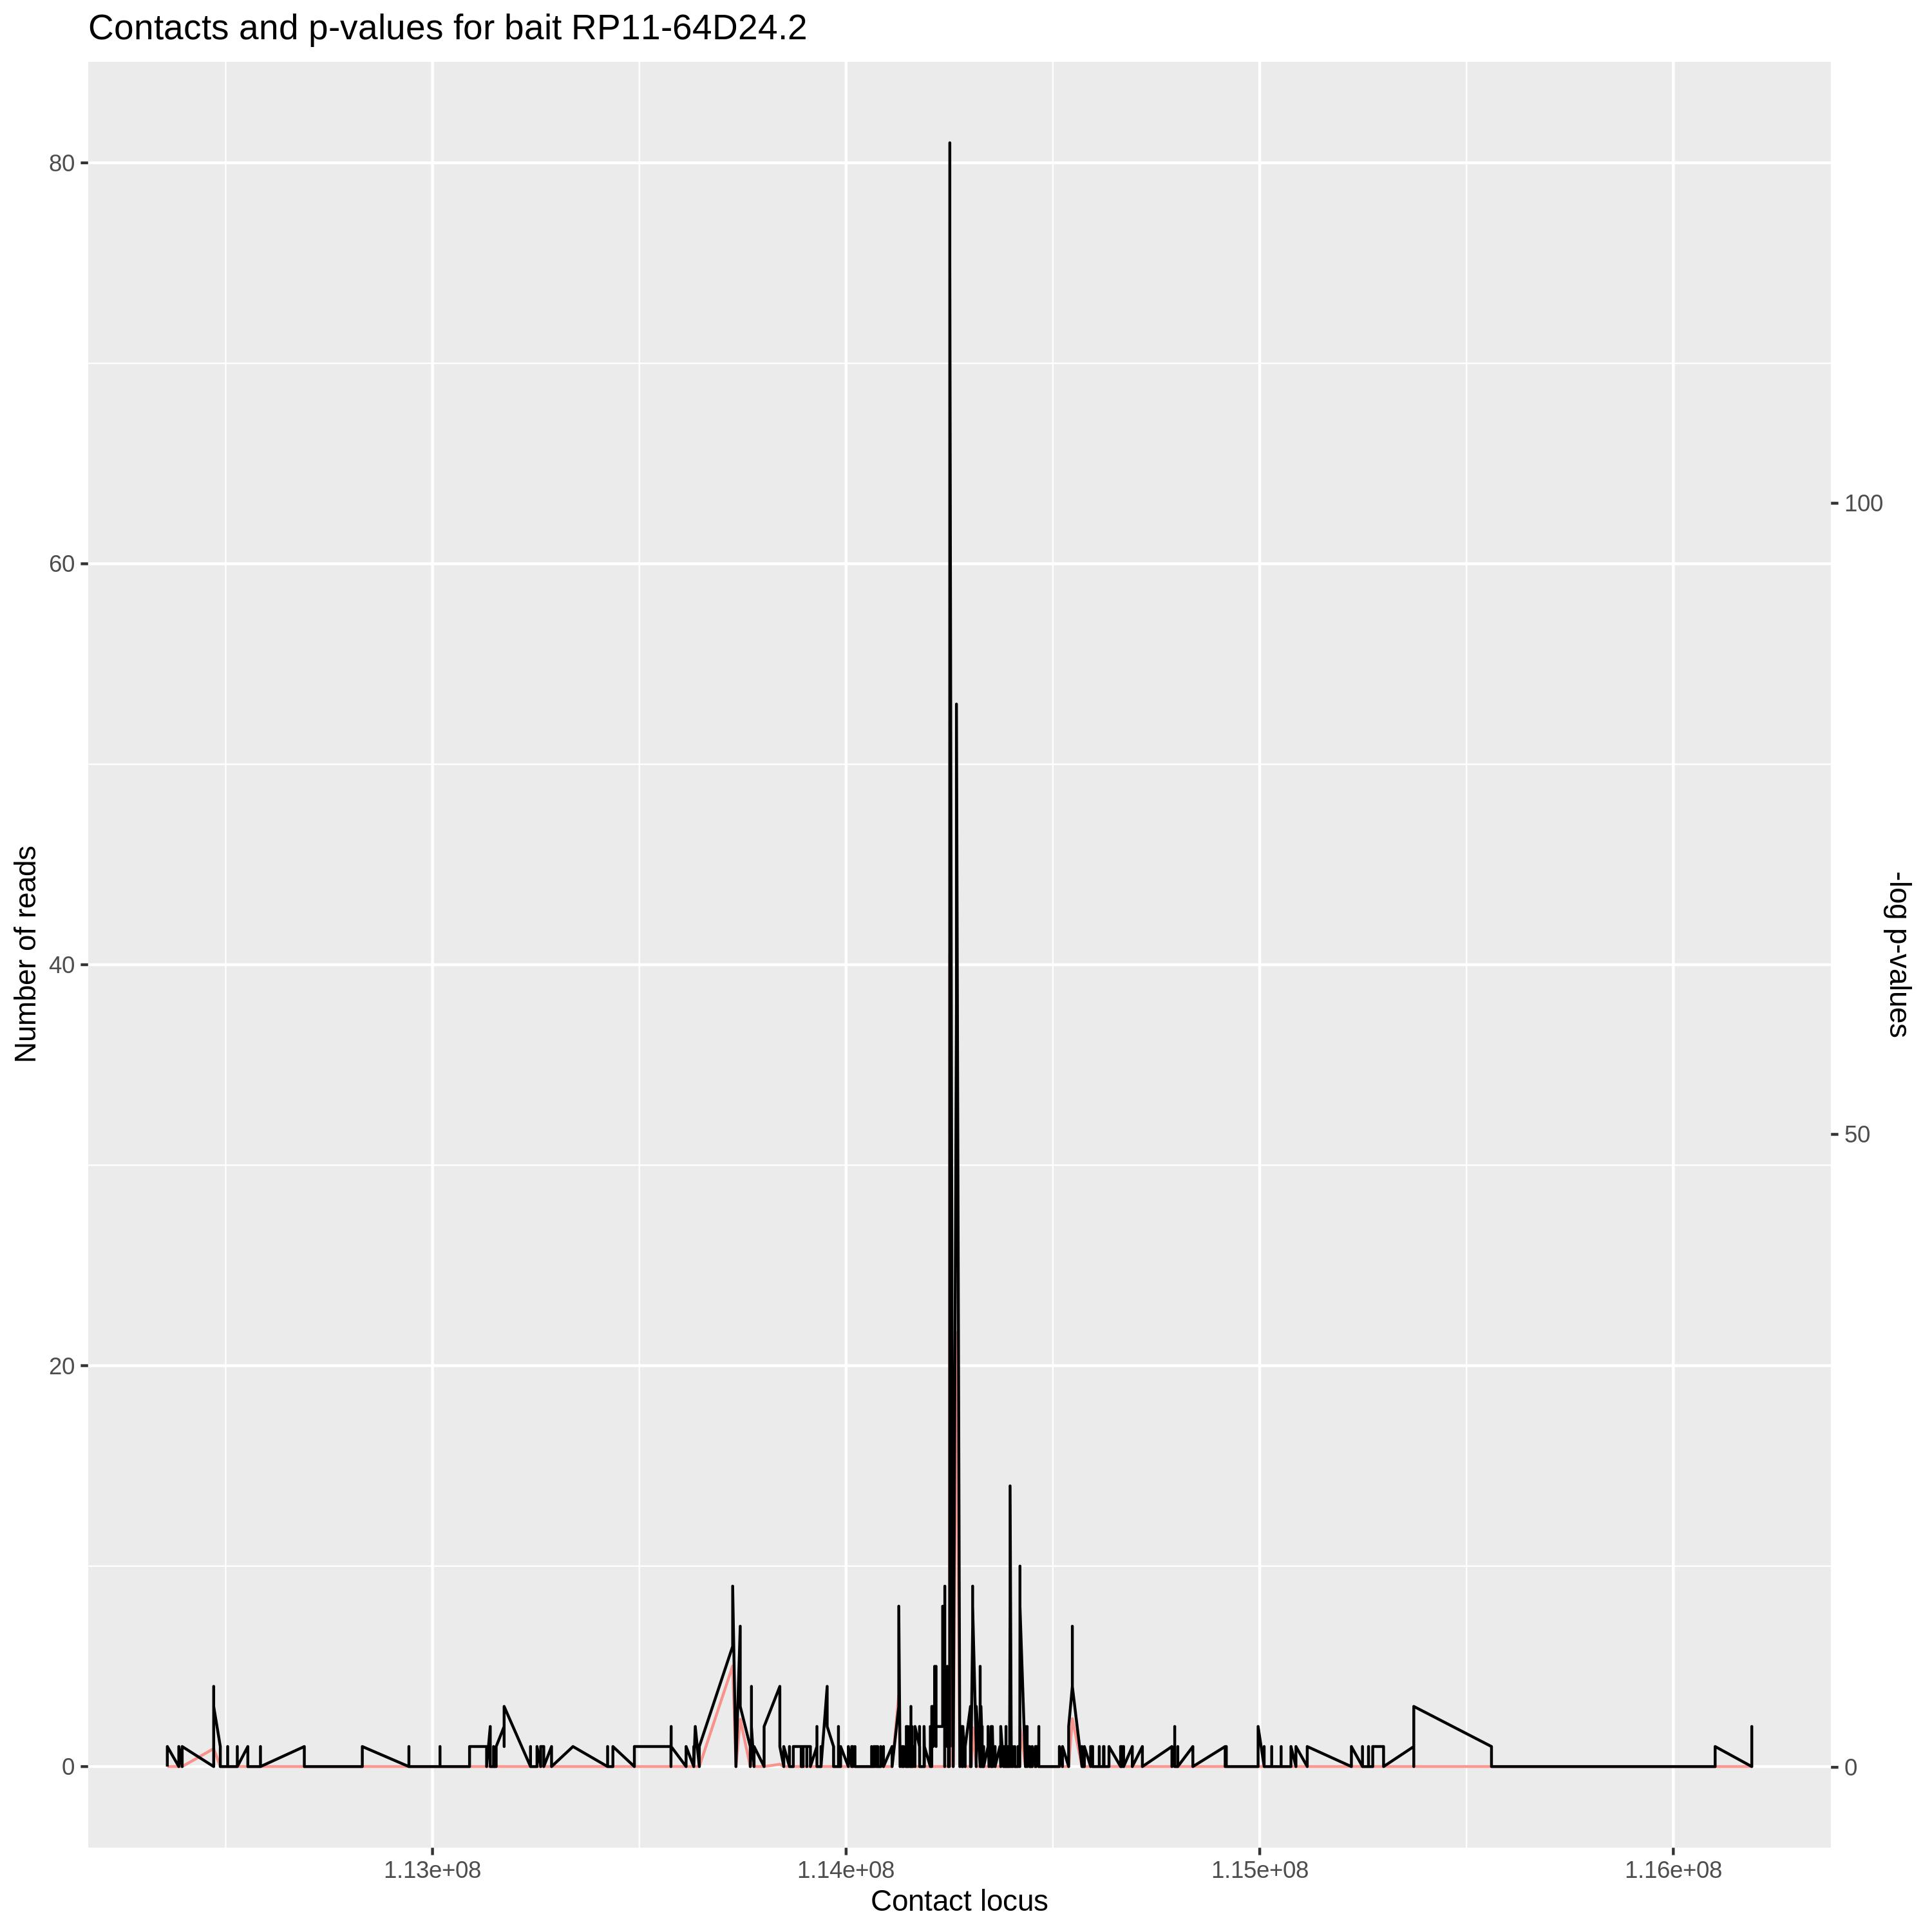 Contacts and p-values for bait RP11-64D24.2
80
60
40
20
0
Number of reads
100
50
0
-log p-values
1.13e+08
1.14e+08
1.15e+08
1.16e+08
Contact locus